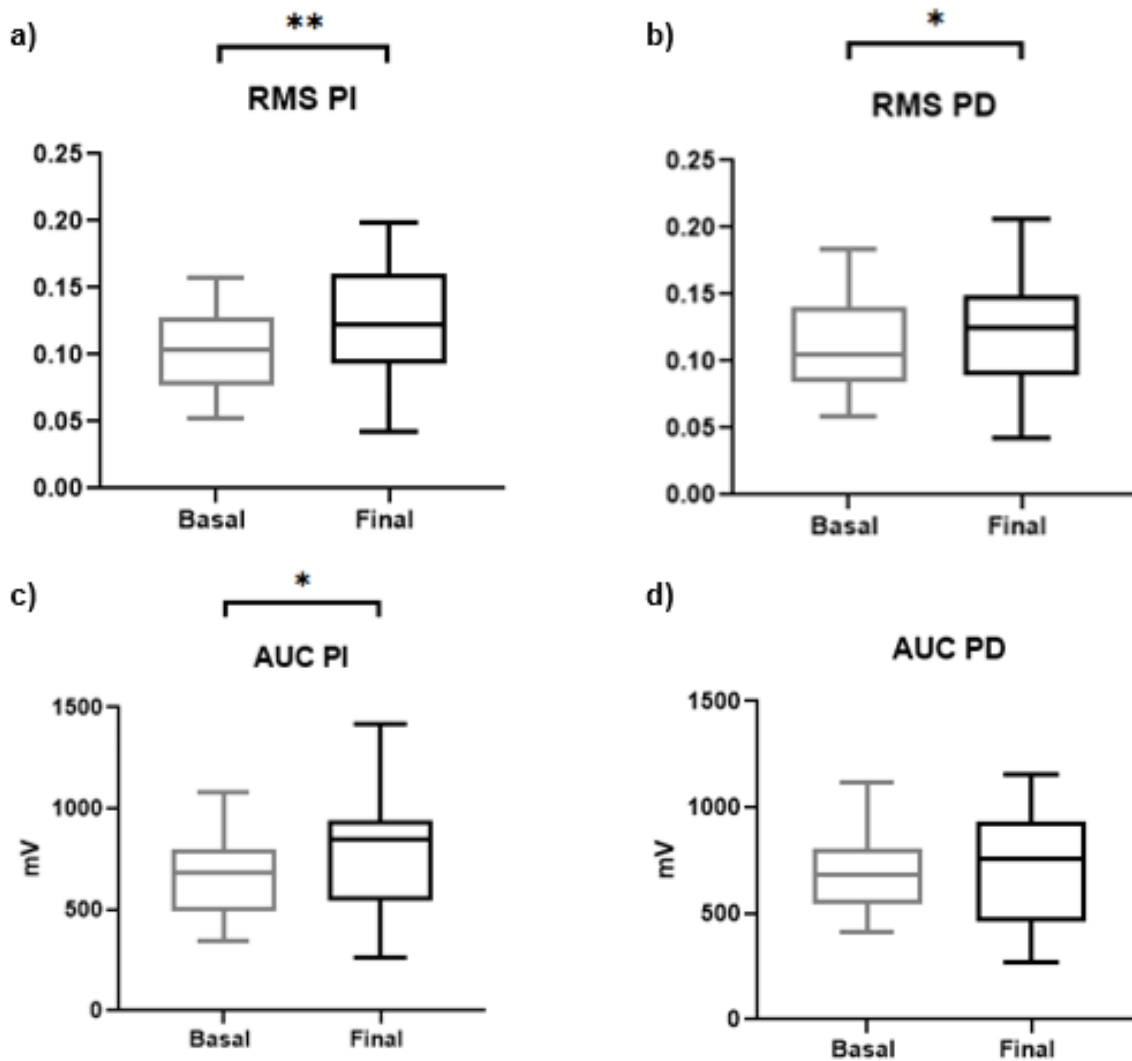 a)
**
RMS PI
0.25
0.20
0.15
0.10
0.05
0.00
Basal Final
b)
*
RMS PD
0.25
0.20
0.15
0.10
0.05
0.00
Basal Final
c)
*
AUC PI
1500
1000
500
0
mV
Basal Final
d)
AUC PD
1500
1000
500
0
mV
Basal Final